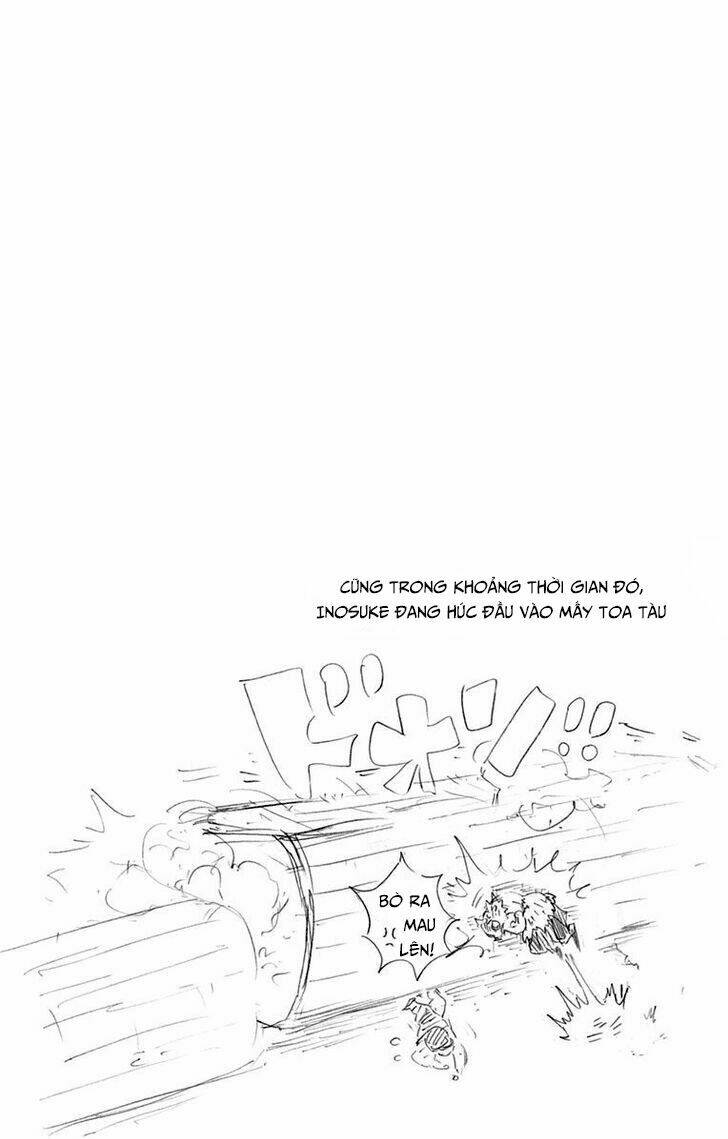 CŨNG TRONG KHOẢNG THỜI GIAN ĐÓ,
INOSUKE ĐANG HÚC ĐẦU VÀO MẤY TOA TÀU
ドオン!!
BÒ RA
MAU
LÊN!